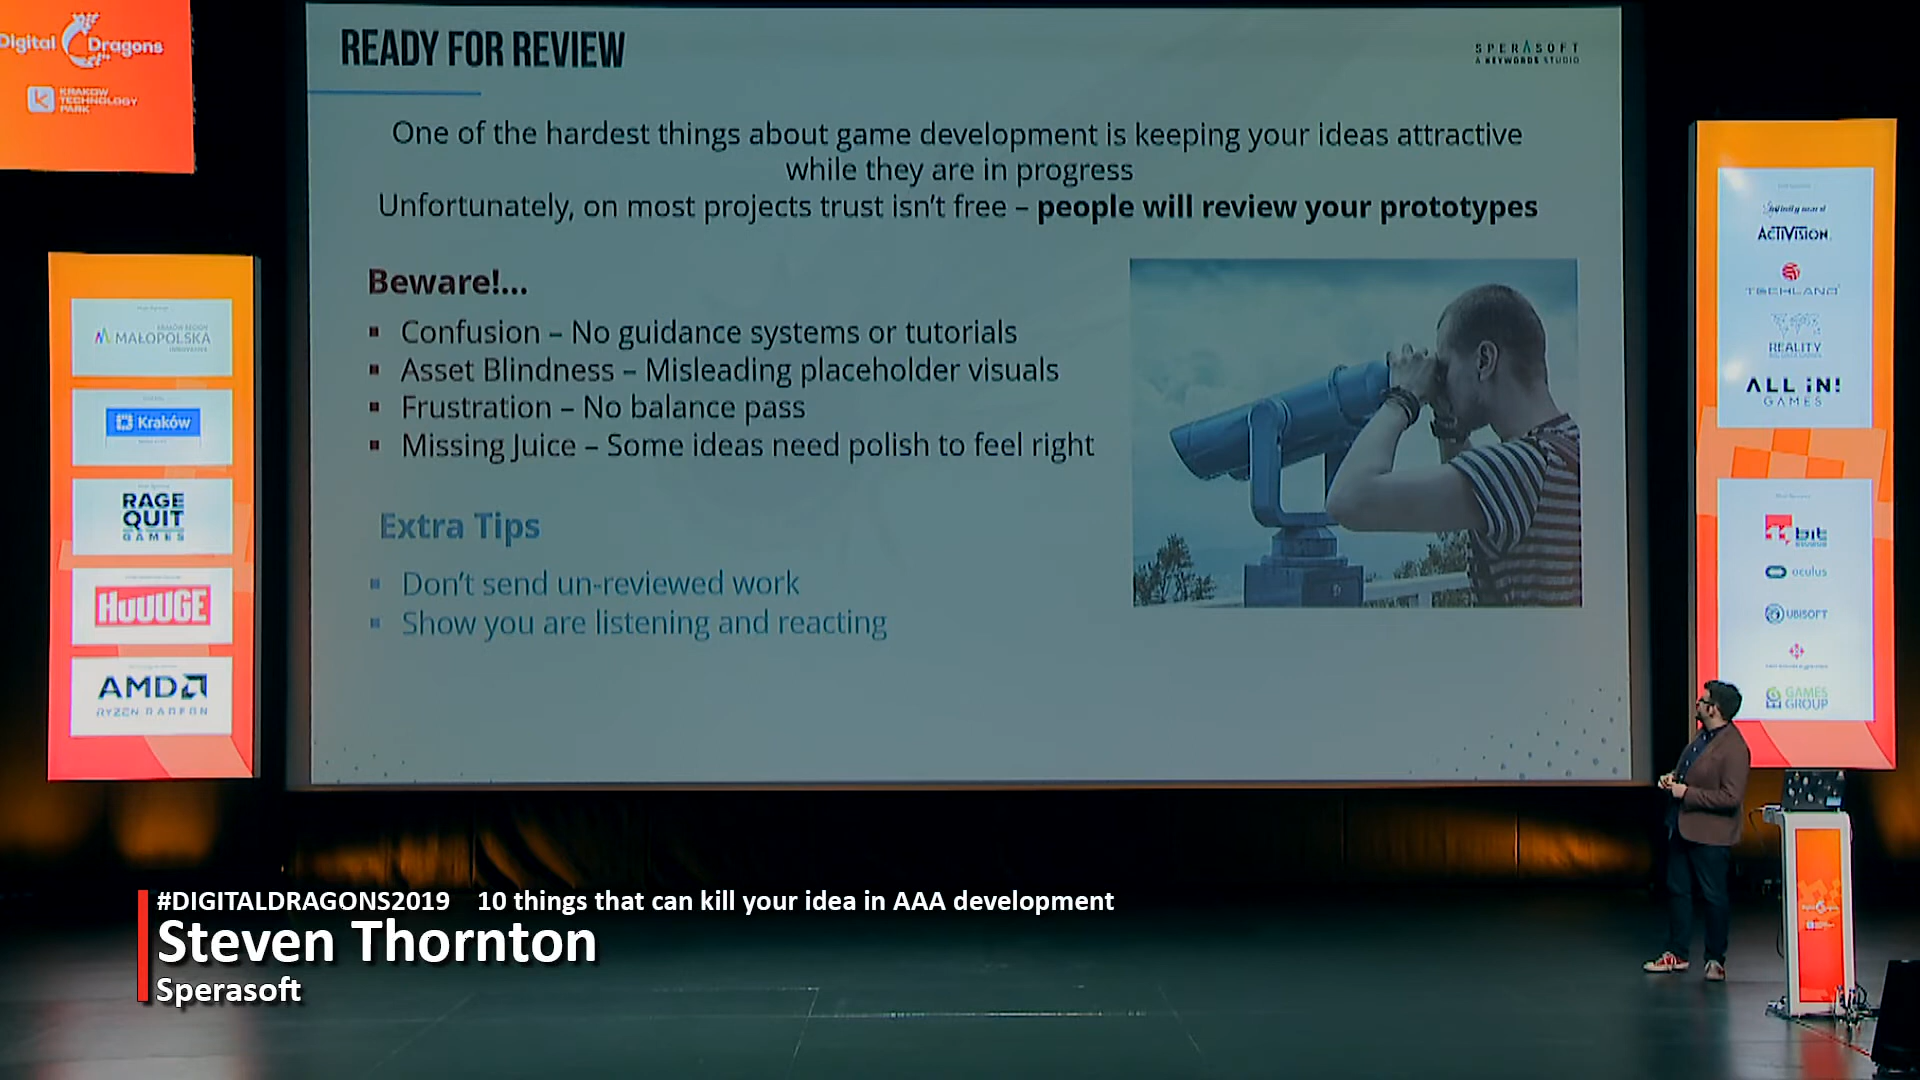 Digital Dragons
KRAKOW
TECHNOLOGY
PARK
READY FOR REVIEW
SPERASOFT
A KEYWORDS STUDIO
One of the hardest things about game development is keeping your ideas attractive
while they are in progress
Unfortunately, on most projects trust isn't free – people will review your prototypes
Beware!...
▪ Confusion – No guidance systems or tutorials
▪ Asset Blindness – Misleading placeholder visuals
▪ Frustration – No balance pass
▪ Missing Juice – Some ideas need polish to feel right
Extra Tips
▪ Don't send un-reviewed work
▪ Show you are listening and reacting
MAŁOPOLSKA
Kraków
RAGE
QUIT
GAMES
HUUUGE
AMD
RYZEN RADEON
infinity ward
ACTIVISION
TECHLAND
REALITY
ALL iN!
GAMES
11 bit
oculus
UBISOFT
GAMES
GROUP
#DIGITALDRAGONS2019 10 things that can kill your idea in AAA development
Steven Thornton
Sperasoft